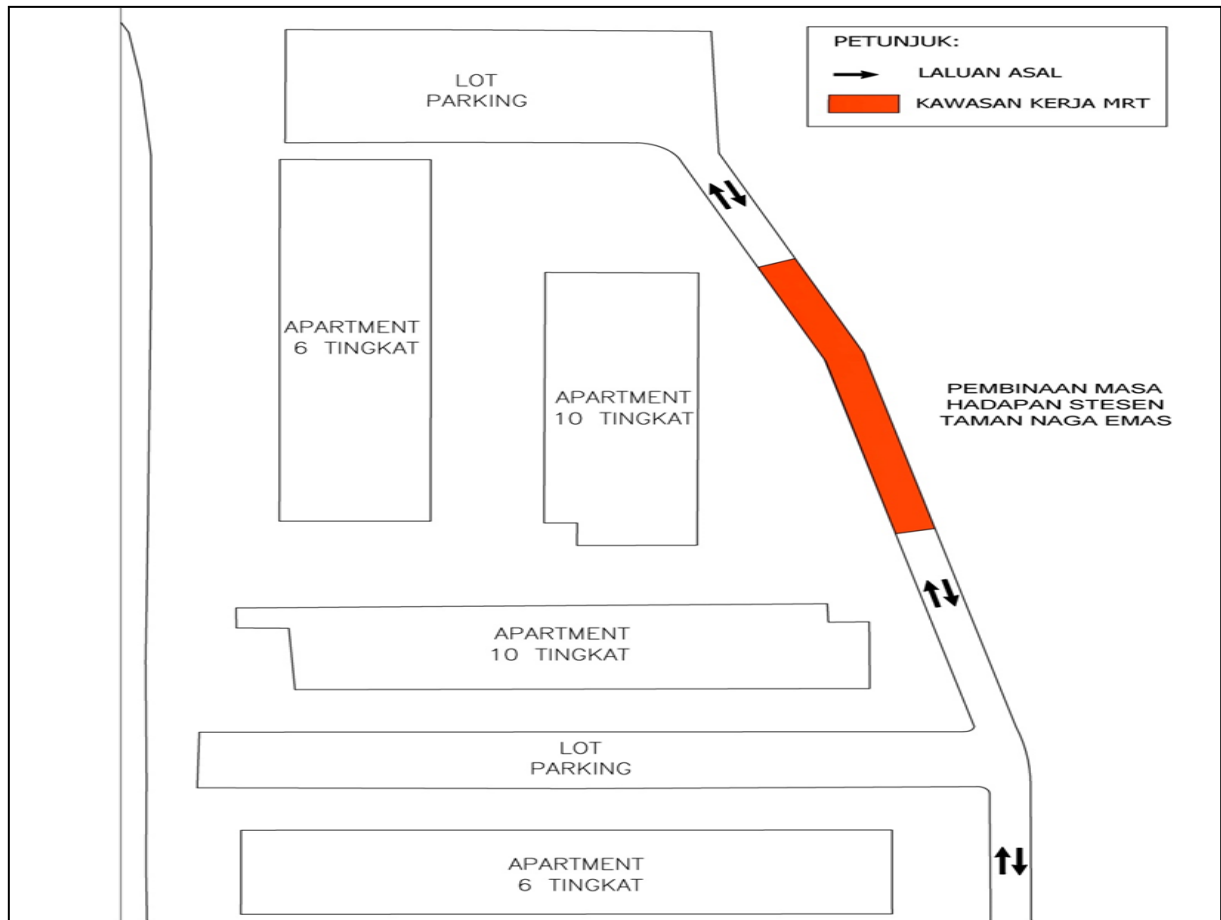 LOT
PARKING
PETUNJUK:
LALUAN ASAL
KAWASAN KERJA MRT
APARTMENT
6 TINGKAT
APARTMENT
10 TINGKAT
PEMBINAAN MASA
HADAPAN STESEN
TAMAN NAGA EMAS
APARTMENT
10 TINGKAT
LOT
PARKING
APARTMENT
6 TINGKAT